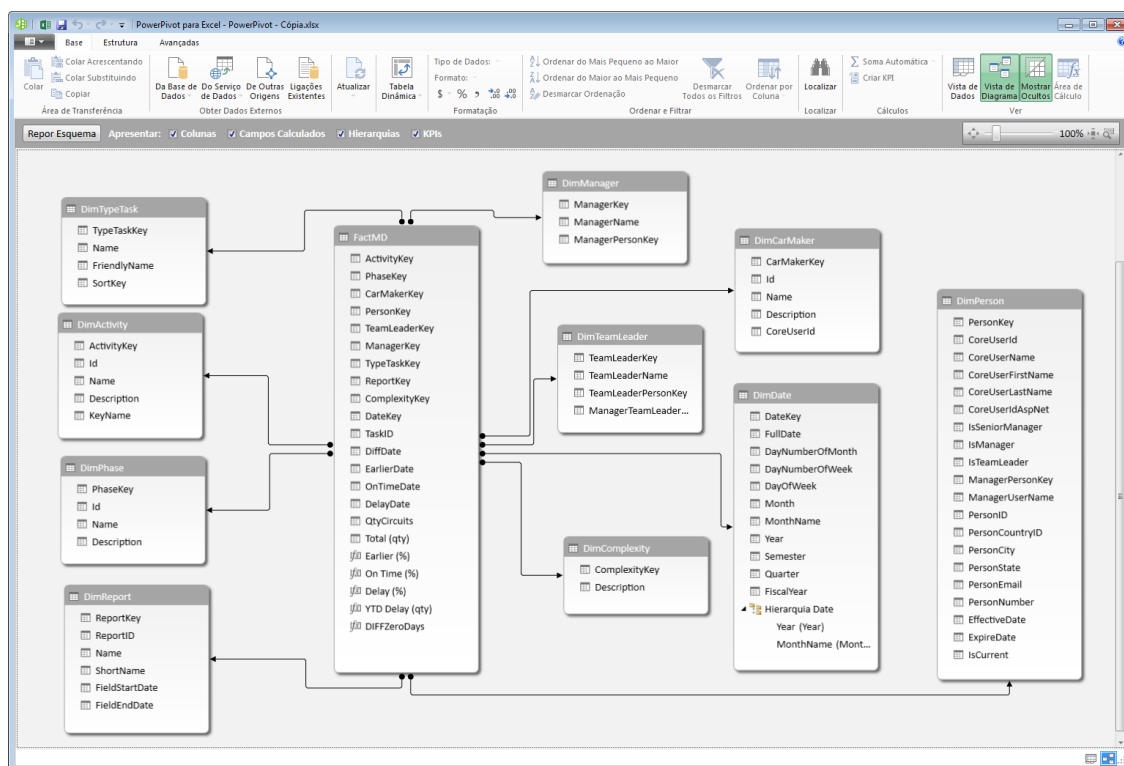 PowerPivot para Excel - PowerPivot - Cópia.xlsx
Base Estrutura Avançadas
Colar
Colar Acrescentando
Colar Substituindo
Copiar
Área de Transferência
Da Base de Dados
Do Serviço de Dados
De Outras Origens
Ligações Existentes
Obter Dados Externos
Atualizar
Tabela Dinâmica
Tipo de Dados:
Formato:
$ % ,
Formatação
Ordenar do Mais Pequeno ao Maior
Ordenar do Maior ao Mais Pequeno
Desmarcar Ordenação
Desmarcar Todos os Filtros
Ordenar por Coluna
Ordenar e Filtrar
Localizar
Localizar
Soma Automática
Criar KPI
Cálculos
Vista de Dados
Vista de Diagrama
Mostrar Ocultos
Área de Cálculo
Ver
Repor Esquema Apresentar: Colunas Campos Calculados Hierarquias KPIs 100%
DimTypeTask
TypeTaskKey
Name
FriendlyName
SortKey
DimActivity
ActivityKey
Id
Name
Description
KeyName
DimPhase
PhaseKey
Id
Name
Description
DimReport
ReportKey
ReportID
Name
ShortName
FieldStartDate
FieldEndDate
FactMD
ActivityKey
PhaseKey
CarMakerKey
PersonKey
TeamLeaderKey
ManagerKey
TypeTaskKey
ReportKey
ComplexityKey
DateKey
TaskID
DiffDate
EarlierDate
OnTimeDate
DelayDate
QtyCircuits
Total (qty)
Earlier (%)
On Time (%)
Delay (%)
YTD Delay (qty)
DIFFZeroDays
DimManager
ManagerKey
ManagerName
ManagerPersonKey
DimTeamLeader
TeamLeaderKey
TeamLeaderName
TeamLeaderPersonKey
ManagerTeamLeader...
DimComplexity
ComplexityKey
Description
DimCarMaker
CarMakerKey
Id
Name
Description
CoreUserId
DimDate
DateKey
FullDate
DayNumberOfMonth
DayNumberOfWeek
DayOfWeek
Month
MonthName
Year
Semester
Quarter
FiscalYear
Hierarquia Date
Year (Year)
MonthName (Mont...
DimPerson
PersonKey
CoreUserId
CoreUserName
CoreUserFirstName
CoreUserLastName
CoreUserIdAspNet
IsSeniorManager
IsManager
IsTeamLeader
ManagerPersonKey
ManagerUserName
PersonID
PersonCountryID
PersonCity
PersonState
PersonEmail
PersonNumber
EffectiveDate
ExpireDate
IsCurrent